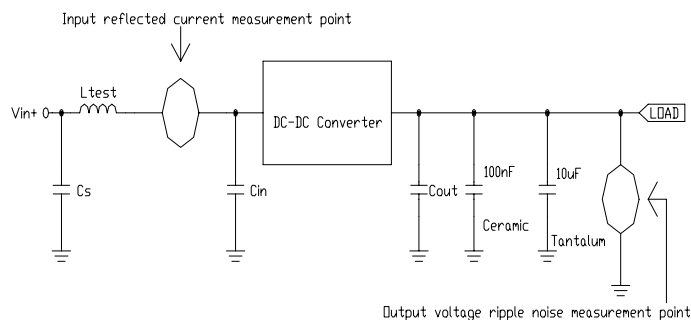 Input reflected current measurement point
Ltest
Vin+ O
DC-DC Converter
LOAD
Cs
Cin
Cout
100nF
10uF
Ceramic
Tantalum
Output voltage ripple noise measurement point